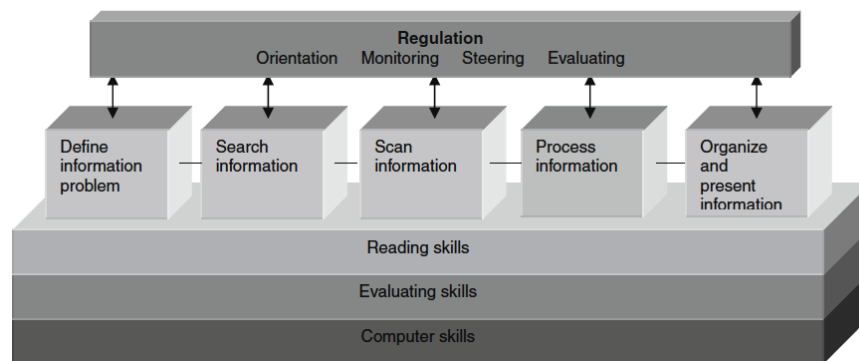 Regulation
Orientation Monitoring Steering Evaluating
Define
information
problem
Search
information
Scan
information
Process
information
Organize
and
present
information
Reading skills
Evaluating skills
Computer skills